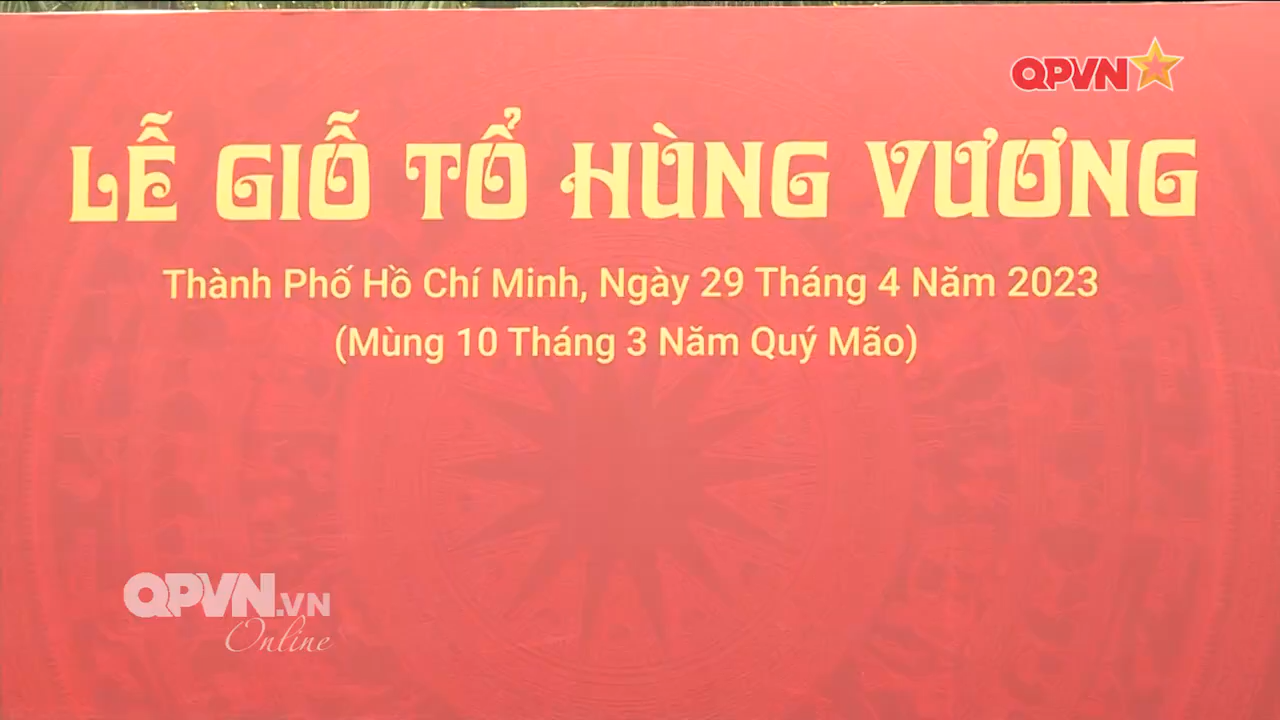 QPVN
LỄ GIỖ TỔ HÙNG VƯƠNG
Thành Phố Hồ Chí Minh, Ngày 29 Tháng 4 Năm 2023
(Mùng 10 Tháng 3 Năm Quý Mão)
QPVN.VN
Online